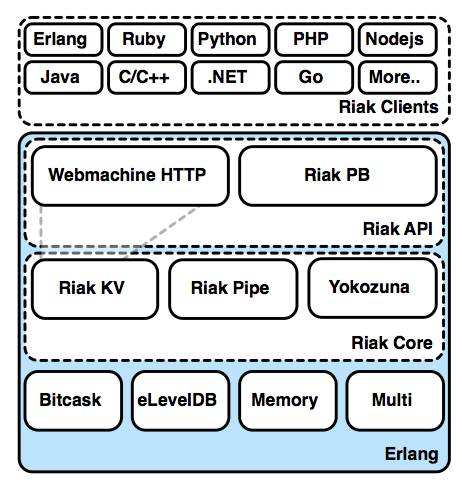 Erlang Ruby Python PHP Nodejs
Java C/C++ .NET Go More..
Riak Clients
Webmachine HTTP Riak PB
Riak API
Riak KV Riak Pipe Yokozuna
Riak Core
Bitcask eLevelDB Memory Multi
Erlang